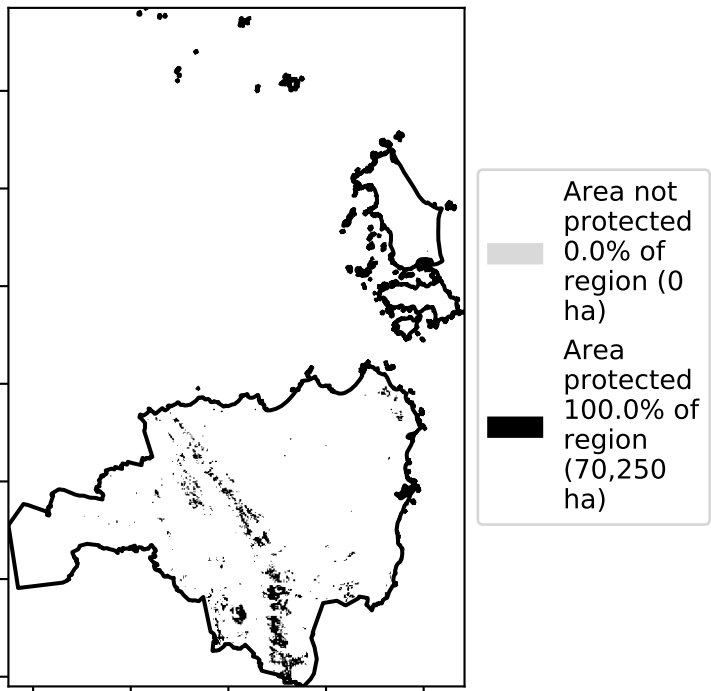 Area not
protected
0.0% of
region (0
ha)
Area
protected
100.0% of
region
(70,250
ha)